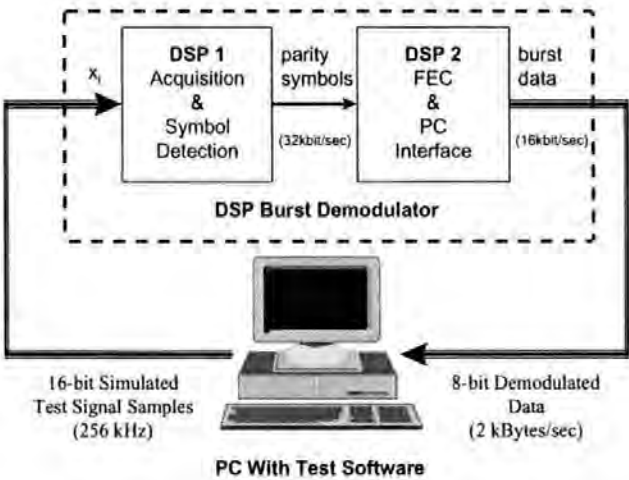 DSP 1
Acquisition
&
Symbol
Detection
x_i
parity
symbols
(32kbit/sec)
DSP 2
FEC
&
PC
Interface
burst
data
(16kbit/sec)
DSP Burst Demodulator
16-bit Simulated
Test Signal Samples
(256 kHz)
8-bit Demodulated
Data
(2 kBytes/sec)
PC With Test Software